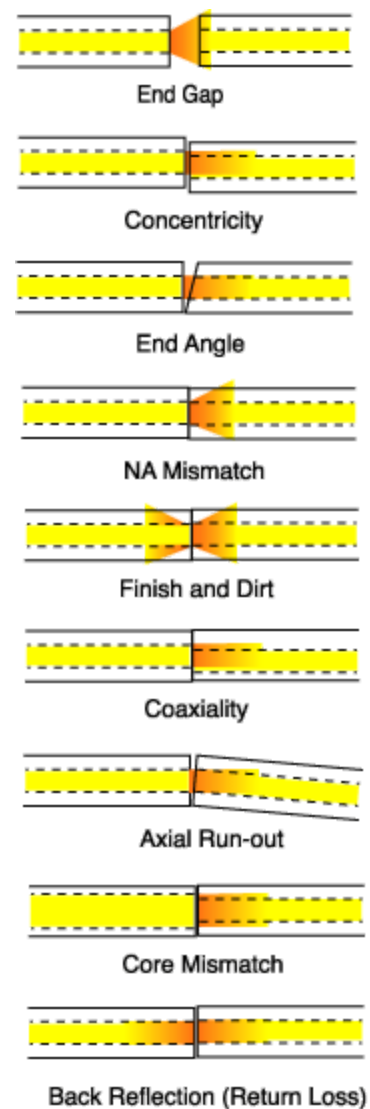 End Gap
Concentricity
End Angle
NA Mismatch
Finish and Dirt
Coaxiality
Axial Run-out
Core Mismatch
Back Reflection (Return Loss)